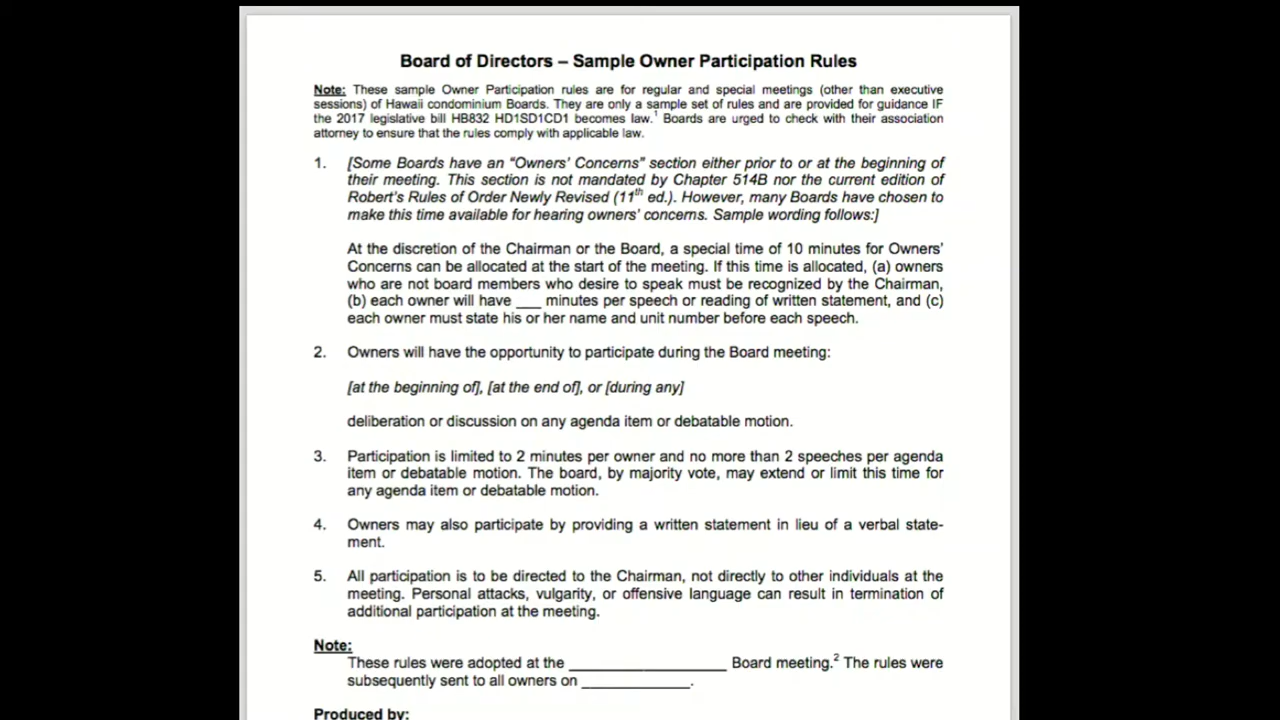 Board of Directors – Sample Owner Participation Rules
Note: These sample Owner Participation rules are for regular and special meetings (other than executive
sessions) of Hawaii condominium Boards. They are only a sample set of rules and are provided for guidance IF
the 2017 legislative bill HB832 HD1SD1CD1 becomes law.1 Boards are urged to check with their association
attorney to ensure that the rules comply with applicable law.
1. [Some Boards have an “Owners’ Concerns” section either prior to or at the beginning of
their meeting. This section is not mandated by Chapter 514B nor the current edition of
Robert’s Rules of Order Newly Revised (11th ed.). However, many Boards have chosen to
make this time available for hearing owners’ concerns. Sample wording follows:]
At the discretion of the Chairman or the Board, a special time of 10 minutes for Owners’
Concerns can be allocated at the start of the meeting. If this time is allocated, (a) owners
who are not board members who desire to speak must be recognized by the Chairman,
(b) each owner will have ___ minutes per speech or reading of written statement, and (c)
each owner must state his or her name and unit number before each speech.
2. Owners will have the opportunity to participate during the Board meeting:
[at the beginning of], [at the end of], or [during any]
deliberation or discussion on any agenda item or debatable motion.
3. Participation is limited to 2 minutes per owner and no more than 2 speeches per agenda
item or debatable motion. The board, by majority vote, may extend or limit this time for
any agenda item or debatable motion.
4. Owners may also participate by providing a written statement in lieu of a verbal state-
ment.
5. All participation is to be directed to the Chairman, not directly to other individuals at the
meeting. Personal attacks, vulgarity, or offensive language can result in termination of
additional participation at the meeting.
Note:
These rules were adopted at the ___________________ Board meeting.2 The rules were
subsequently sent to all owners on _____________.
Produced by: